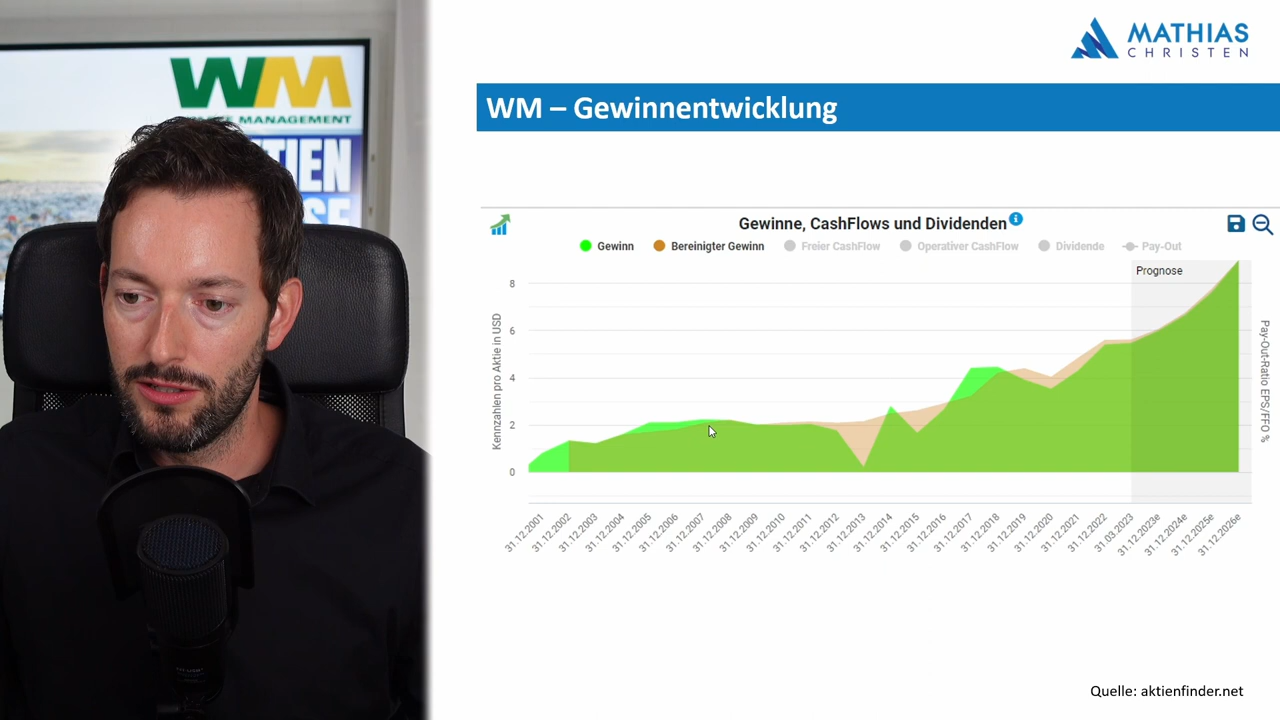 WM
MANAGEMENT
TIEN
SE
MATHIAS
CHRISTEN
WM – Gewinnentwicklung
Gewinne, CashFlows und Dividenden
Gewinn Bereinigter Gewinn Freier CashFlow Operativer CashFlow Dividende Pay-Out
Prognose
Kennzahlen pro Aktie in USD
8
6
4
2
0
Pay-Out-Ratio EPS/FFO %
31.12.2001 31.12.2002 31.12.2003 31.12.2004 31.12.2005 31.12.2006 31.12.2007 31.12.2008 31.12.2009 31.12.2010 31.12.2011 31.12.2012 31.12.2013 31.12.2014 31.12.2015 31.12.2016 31.12.2017 31.12.2018 31.12.2019 31.12.2020 31.12.2021 31.12.2022 31.03.2023 31.12.2023e 31.12.2024e 31.12.2025e 31.12.2026e
Quelle: aktienfinder.net